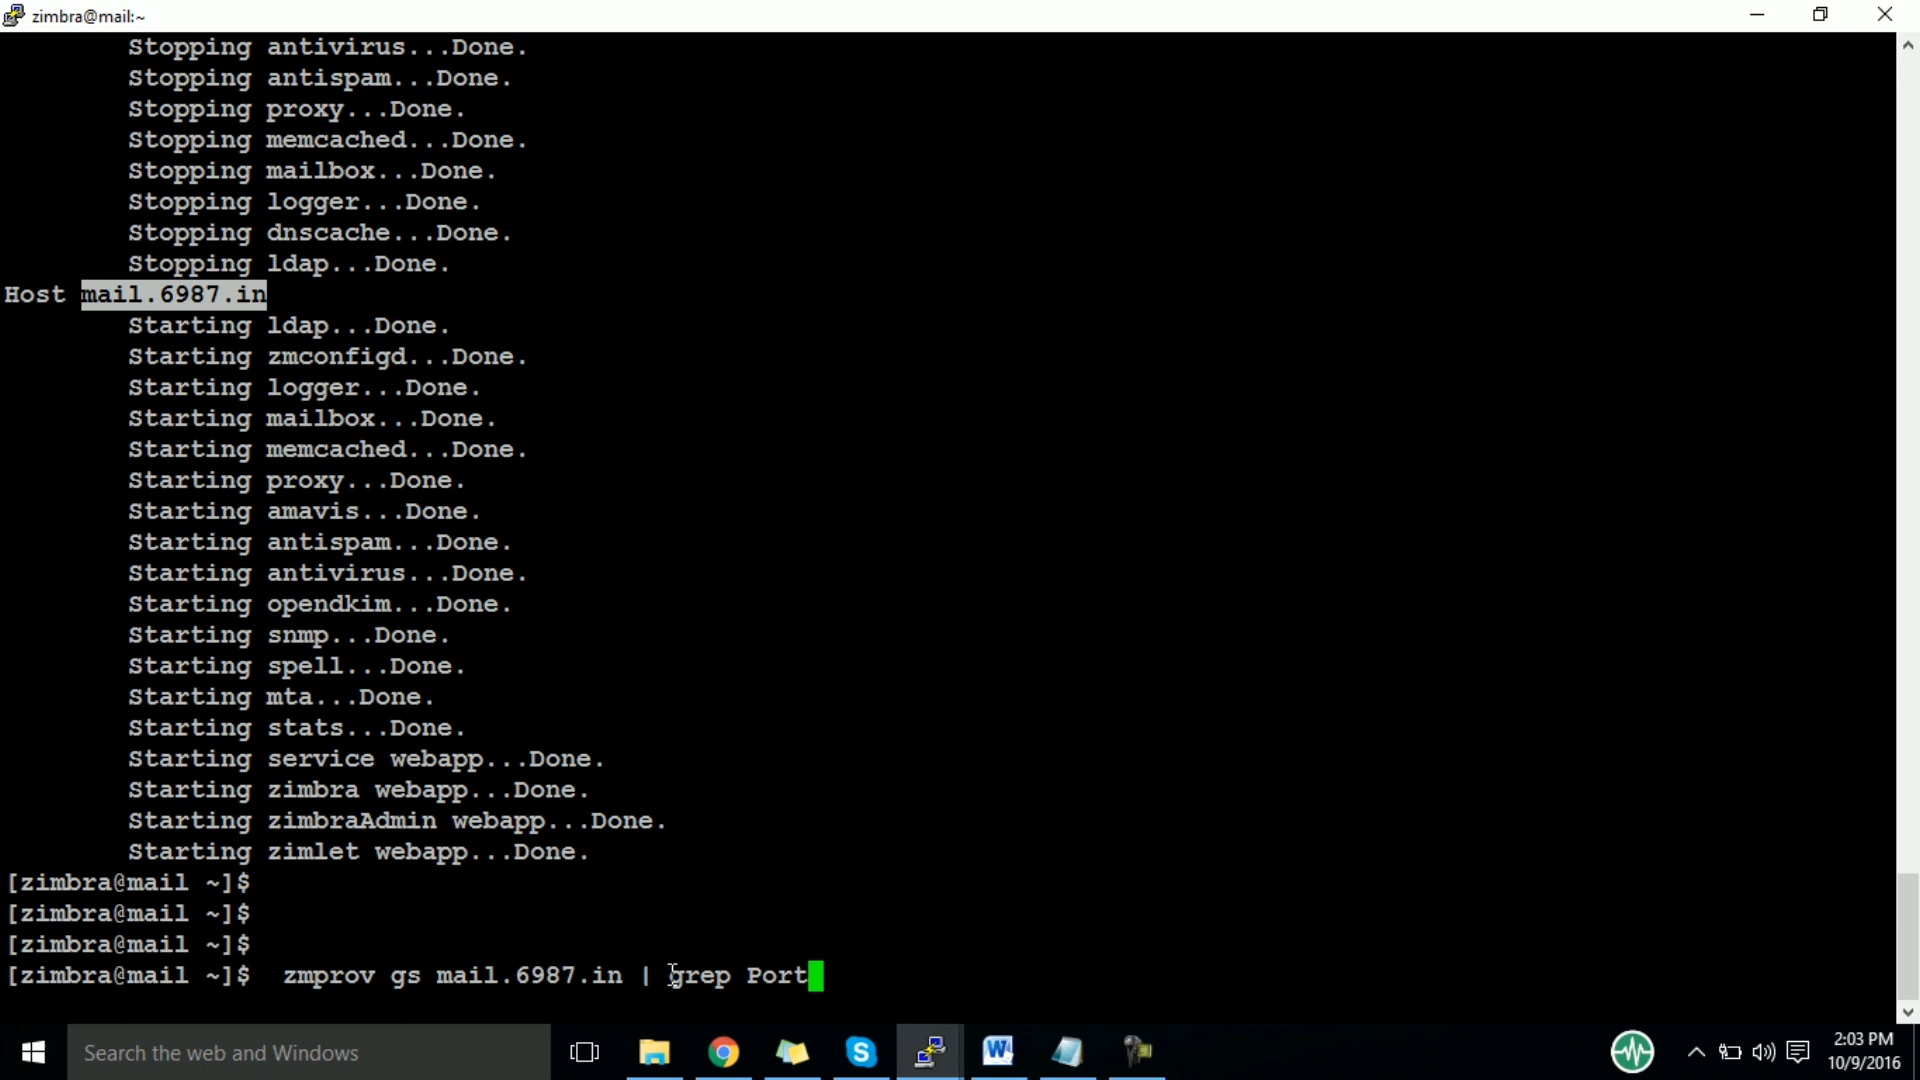 zimbra@mail:~
Stopping antivirus...Done.
Stopping antispam...Done.
Stopping proxy...Done.
Stopping memcached...Done.
Stopping mailbox...Done.
Stopping logger...Done.
Stopping dnscache...Done.
Stopping ldap...Done.
Host mail.6987.in
Starting ldap...Done.
Starting zmconfigd...Done.
Starting logger...Done.
Starting mailbox...Done.
Starting memcached...Done.
Starting proxy...Done.
Starting amavis...Done.
Starting antispam...Done.
Starting antivirus...Done.
Starting opendkim...Done.
Starting snmp...Done.
Starting spell...Done.
Starting mta...Done.
Starting stats...Done.
Starting service webapp...Done.
Starting zimbra webapp...Done.
Starting zimbraAdmin webapp...Done.
Starting zimlet webapp...Done.
[zimbra@mail ~]$
[zimbra@mail ~]$
[zimbra@mail ~]$
[zimbra@mail ~]$  zmprov gs mail.6987.in | grep Port
Search the web and Windows
2:03 PM
10/9/2016